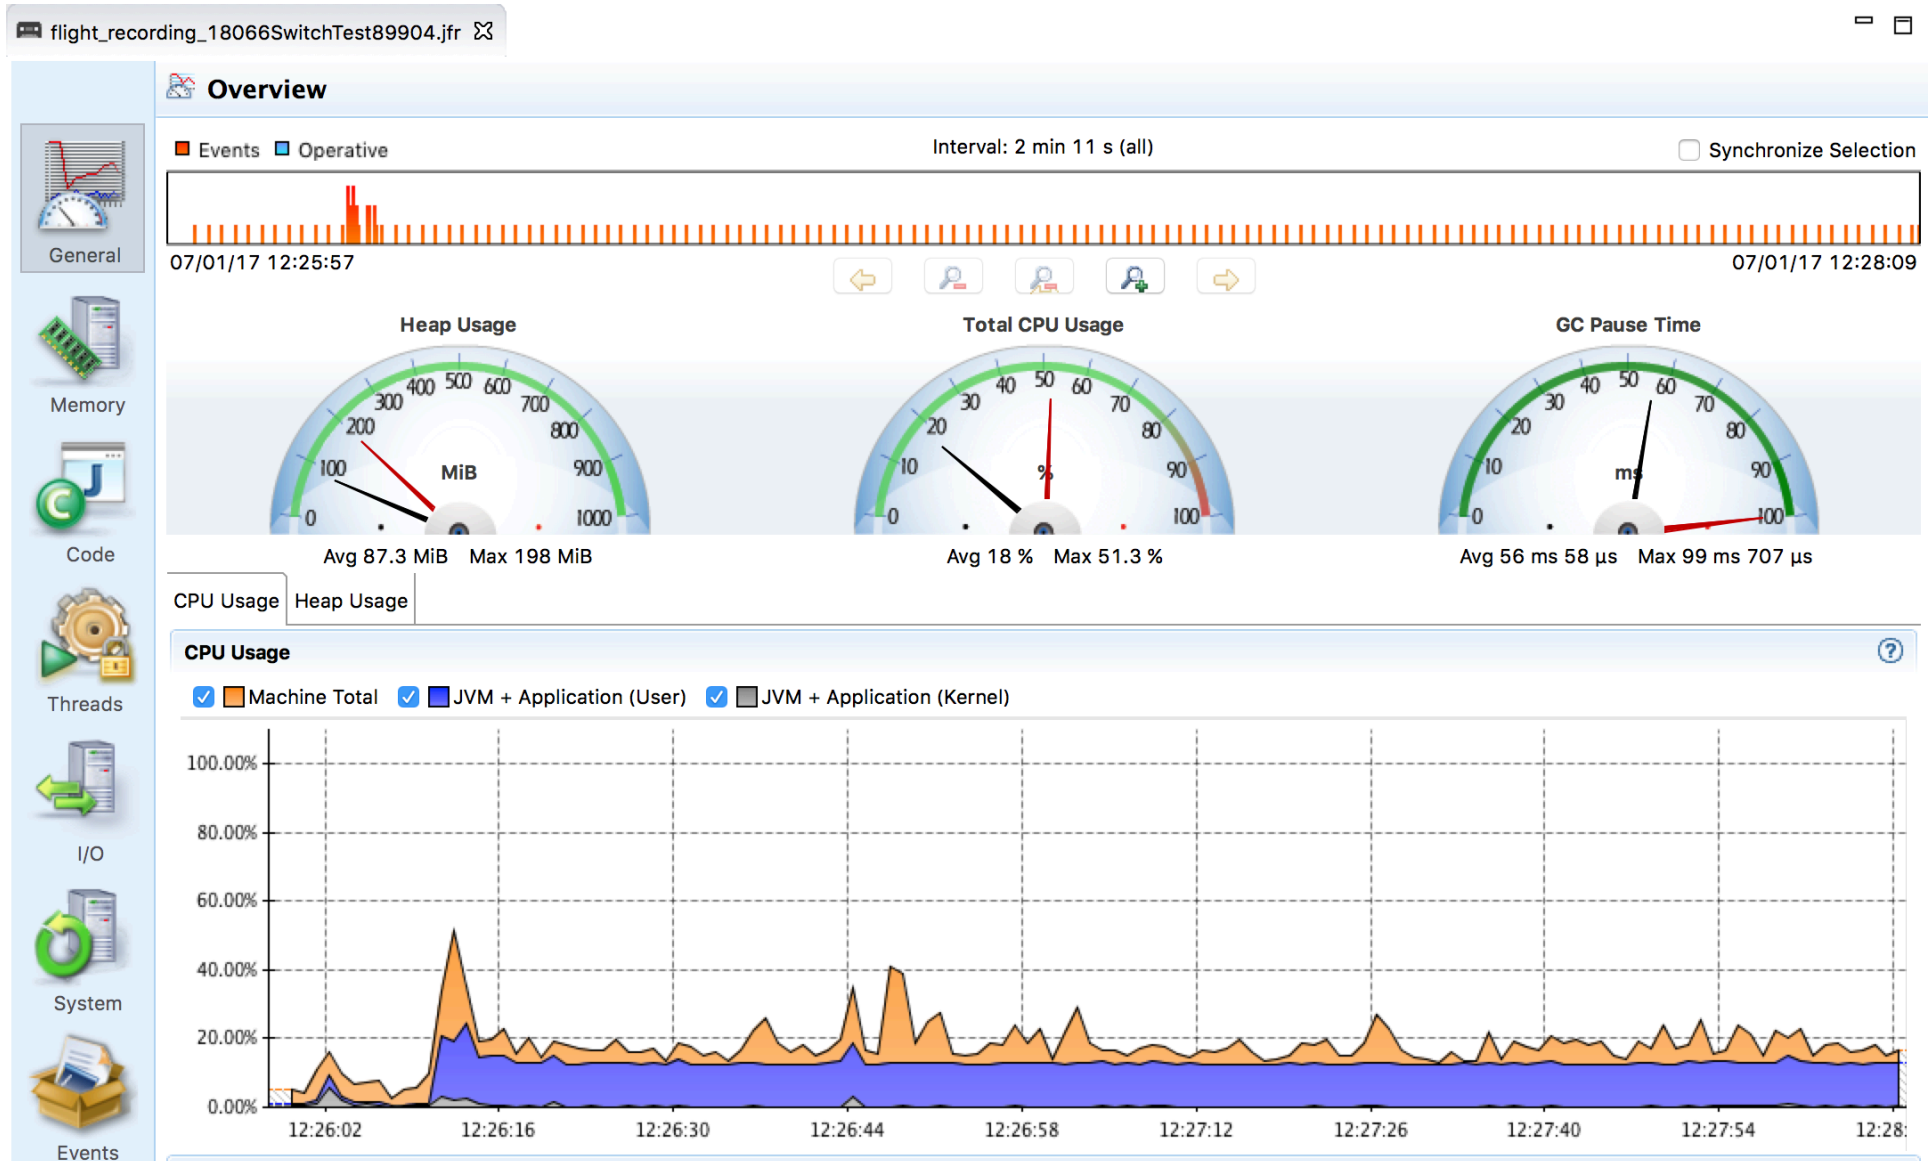 flight_recording_18066SwitchTest89904.jfr
Overview
Events Operative Interval: 2 min 11 s (all) Synchronize Selection
07/01/17 12:25:57 07/01/17 12:28:09
General
Memory
Code
Threads
I/O
System
Events
Heap Usage
0 100 200 300 400 500 600 700 800 900 1000
MiB
Avg 87.3 MiB Max 198 MiB
Total CPU Usage
0 10 20 30 40 50 60 70 80 90 100
%
Avg 18 % Max 51.3 %
GC Pause Time
0 10 20 30 40 50 60 70 80 90 100
ms
Avg 56 ms 58 µs Max 99 ms 707 µs
CPU Usage Heap Usage
CPU Usage
Machine Total JVM + Application (User) JVM + Application (Kernel)
100.00%
80.00%
60.00%
40.00%
20.00%
0.00%
12:26:02 12:26:16 12:26:30 12:26:44 12:26:58 12:27:12 12:27:26 12:27:40 12:27:54 12:28: